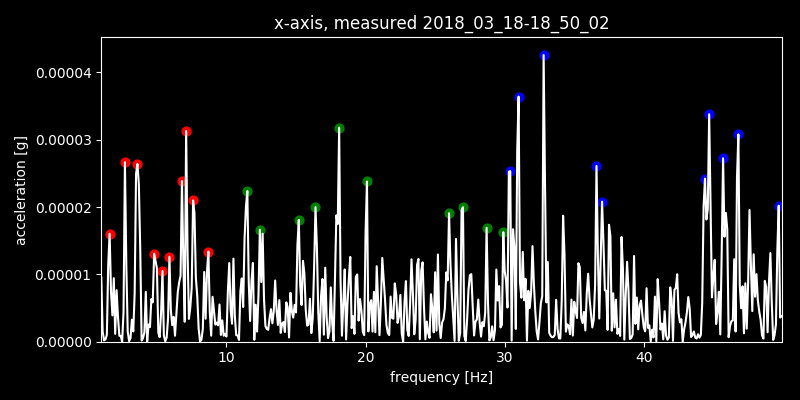 x-axis, measured 2018_03_18-18_50_02
acceleration [g]
0.00004
0.00003
0.00002
0.00001
0.00000
10 20 30 40
frequency [Hz]